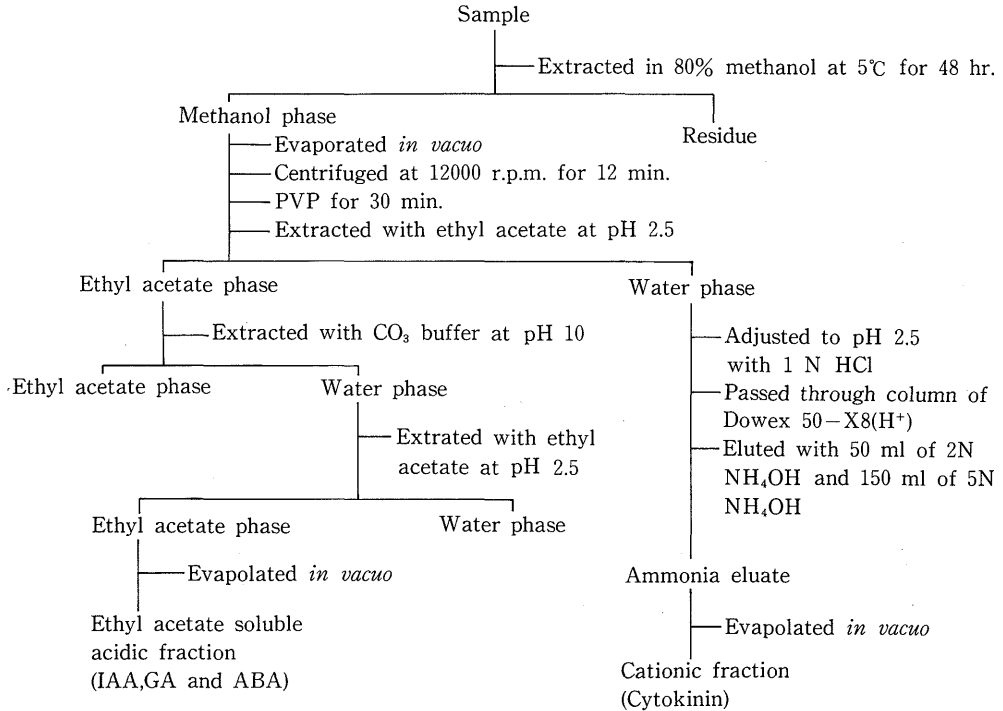 Sample
Extracted in 80% methanol at 5℃ for 48 hr.
Methanol phase
Residue
Evaporated in vacuo
Centrifuged at 12000 r.p.m. for 12 min.
PVP for 30 min.
Extracted with ethyl acetate at pH 2.5
Ethyl acetate phase
Water phase
Extracted with CO₃ buffer at pH 10
Ethyl acetate phase
Water phase
Extrated with ethyl
acetate at pH 2.5
Ethyl acetate phase
Water phase
Evapolated in vacuo
Ethyl acetate soluble
acidic fraction
(IAA,GA and ABA)
Adjusted to pH 2.5
with 1 N HCl
Passed through column of
Dowex 50-X8(H⁺)
Eluted with 50 ml of 2N
NH₄OH and 150 ml of 5N
NH₄OH
Ammonia eluate
Evapolated in vacuo
Cationic fraction
(Cytokinin)